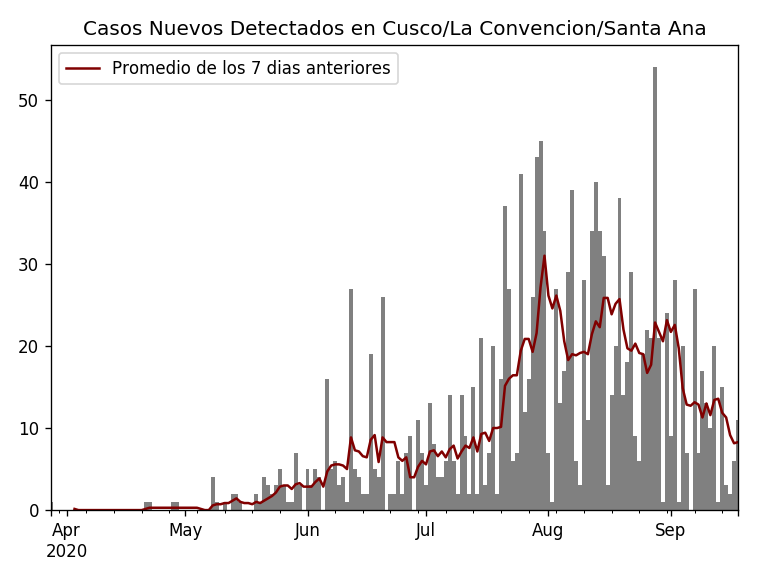 Casos Nuevos Detectados en Cusco/La Convencion/Santa Ana
Promedio de los 7 dias anteriores
50
40
30
20
10
0
Apr May Jun Jul Aug Sep
2020